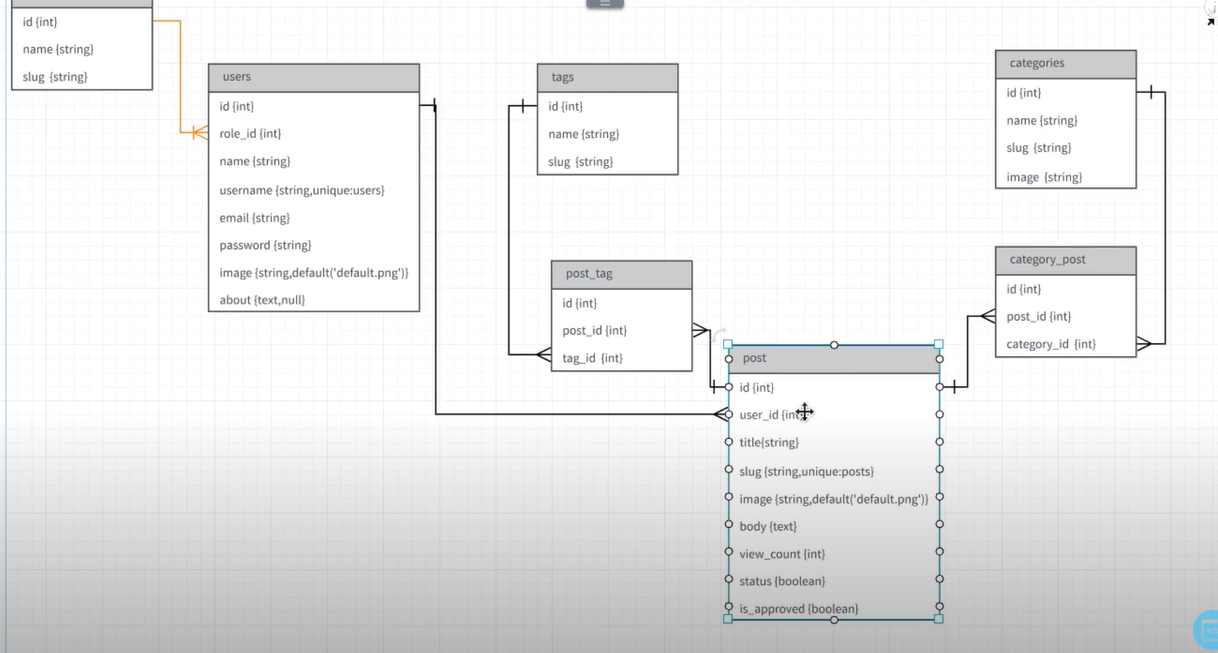 id {int}
name {string}
slug {string}
users
id {int}
role_id {int}
name {string}
username {string,unique:users}
email {string}
password {string}
image {string,default('default.png')}
about {text,null}
tags
id {int}
name {string}
slug {string}
post_tag
id {int}
post_id {int}
tag_id {int}
categories
id {int}
name {string}
slug {string}
image {string}
category_post
id {int}
post_id {int}
category_id {int}
post
id {int}
user_id {int}
title{string}
slug {string,unique:posts}
image {string,default('default.png')}
body {text}
view_count {int}
status {boolean}
is_approved {boolean}